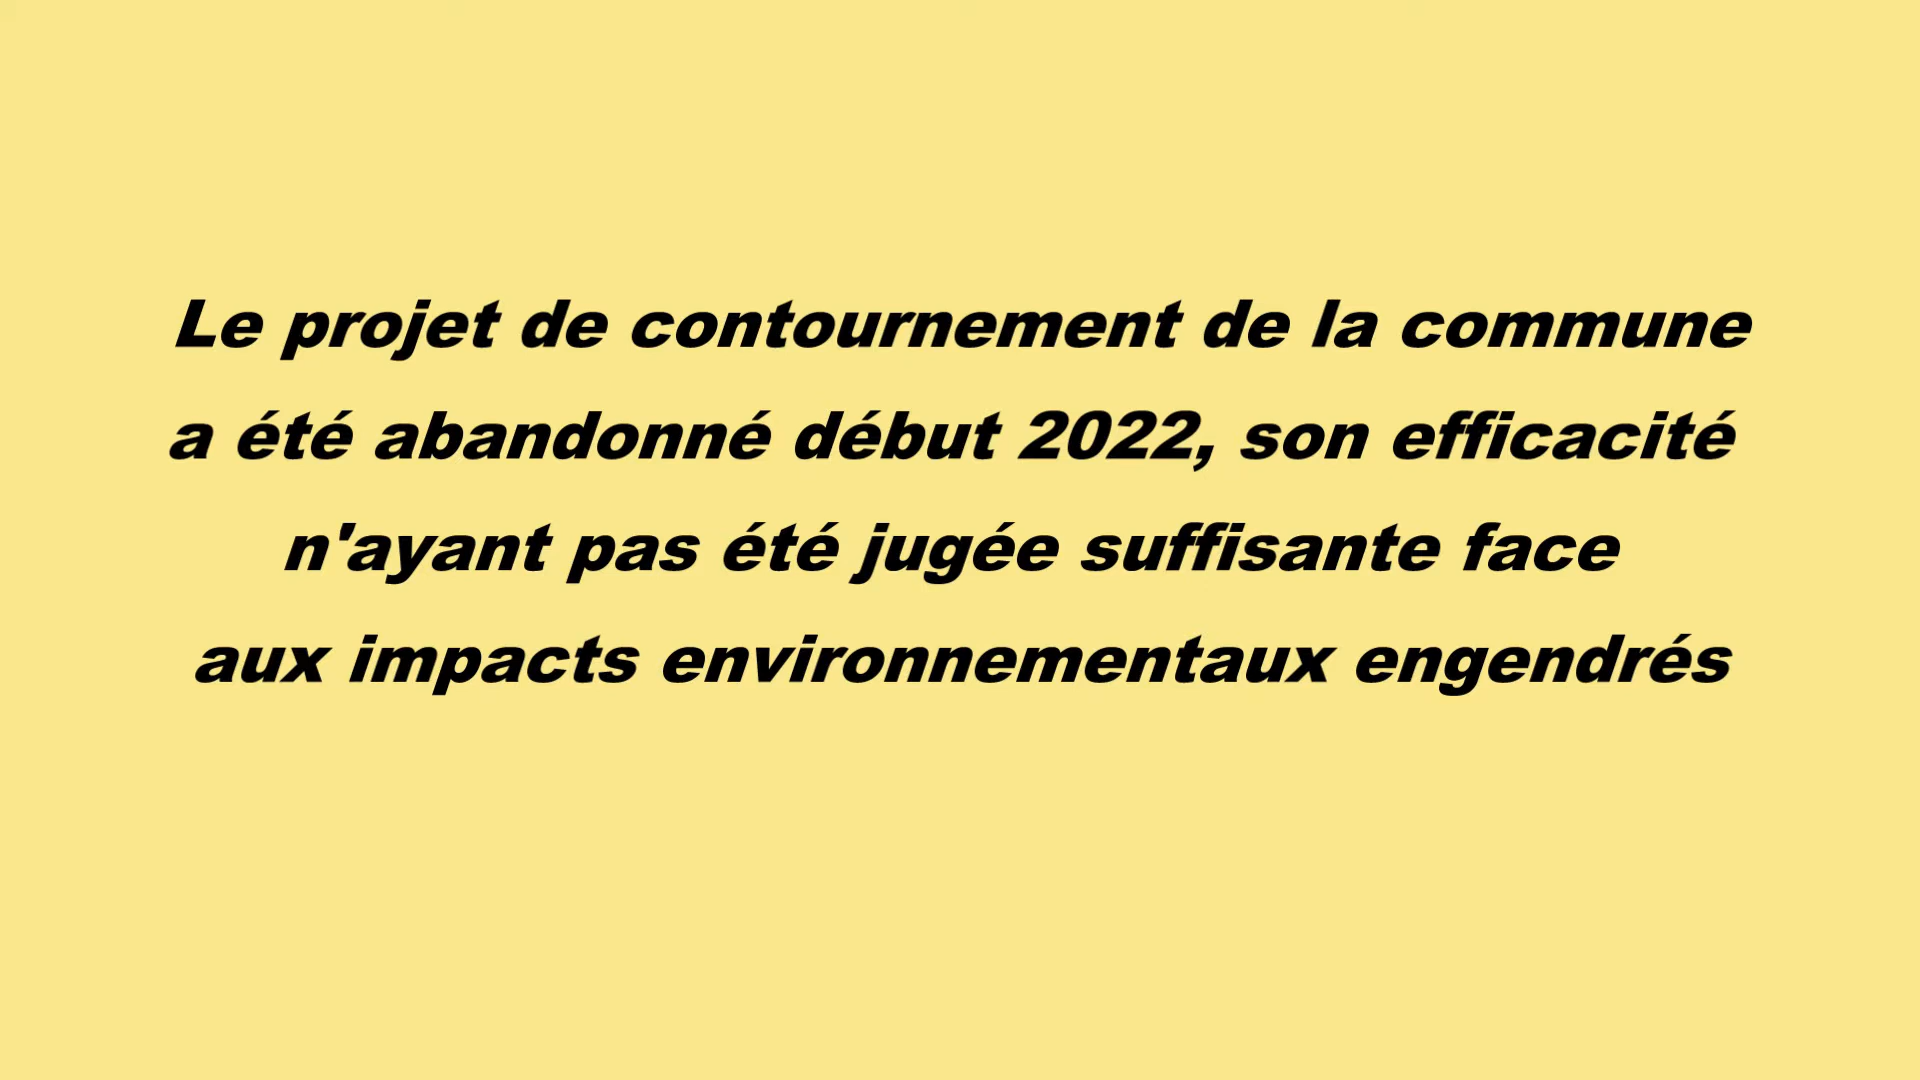 Le projet de contournement de la commune
a été abandonné début 2022, son efficacité
n'ayant pas été jugée suffisante face
aux impacts environnementaux engendrés